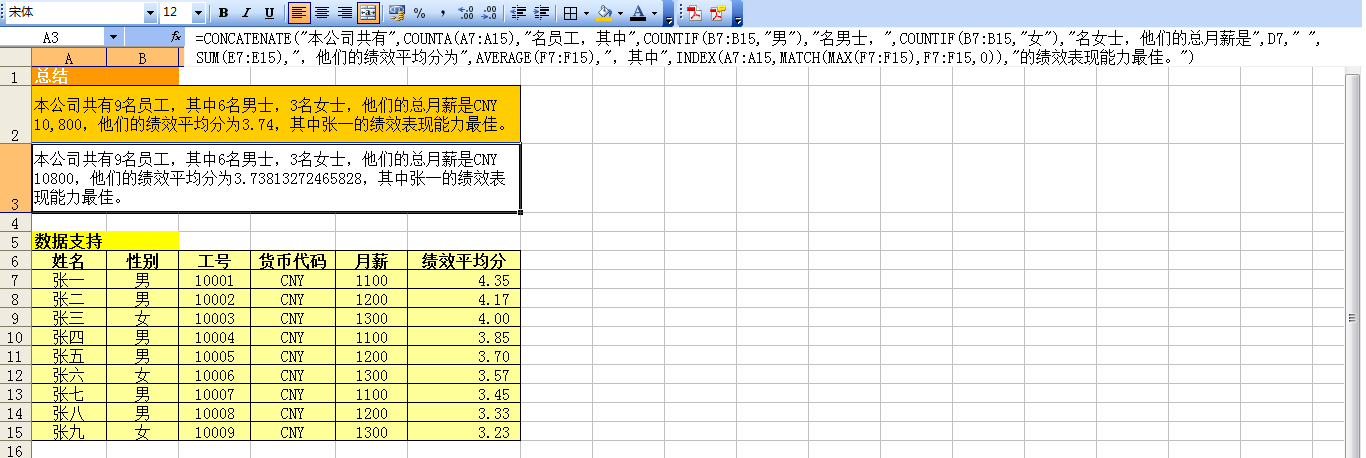 宋体 12 B I U % ,
A3 fx =CONCATENATE("本公司共有",COUNTA(A7:A15),"名员工，其中",COUNTIF(B7:B15,"男"),"名男士，",COUNTIF(B7:B15,"女"),"名女士，他们的总月薪是",D7," ",
SUM(E7:E15),"，他们的绩效平均分为",AVERAGE(F7:F15),"，其中",INDEX(A7:A15,MATCH(MAX(F7:F15),F7:F15,0)),"的绩效表现能力最佳。")
A B
1 总结
本公司共有9名员工，其中6名男士，3名女士，他们的总月薪是CNY
10,800，他们的绩效平均分为3.74，其中张一的绩效表现能力最佳。
2
本公司共有9名员工，其中6名男士，3名女士，他们的总月薪是CNY
10800，他们的绩效平均分为3.73813272465828，其中张一的绩效表
现能力最佳。
3
4
5 数据支持
6 姓名 性别 工号 货币代码 月薪 绩效平均分
7 张一 男 10001 CNY 1100 4.35
8 张二 男 10002 CNY 1200 4.17
9 张三 女 10003 CNY 1300 4.00
10 张四 男 10004 CNY 1100 3.85
11 张五 男 10005 CNY 1200 3.70
12 张六 女 10006 CNY 1300 3.57
13 张七 男 10007 CNY 1100 3.45
14 张八 男 10008 CNY 1200 3.33
15 张九 女 10009 CNY 1300 3.23
16